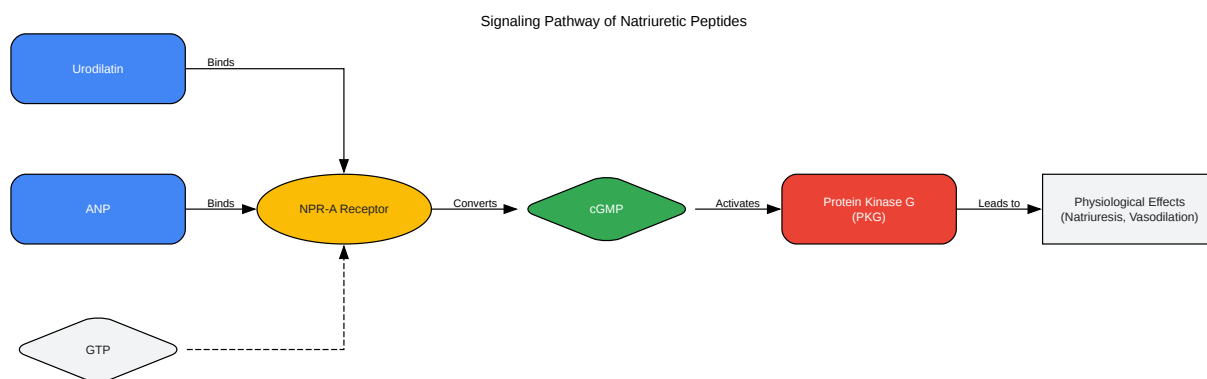 Signaling Pathway of Natriuretic Peptides
Urodilatin
Binds
ANP
Binds
NPR-A Receptor
Converts
cGMP
Activates
Protein Kinase G
(PKG)
Leads to
Physiological Effects
(Natriuresis, Vasodilation)
GTP